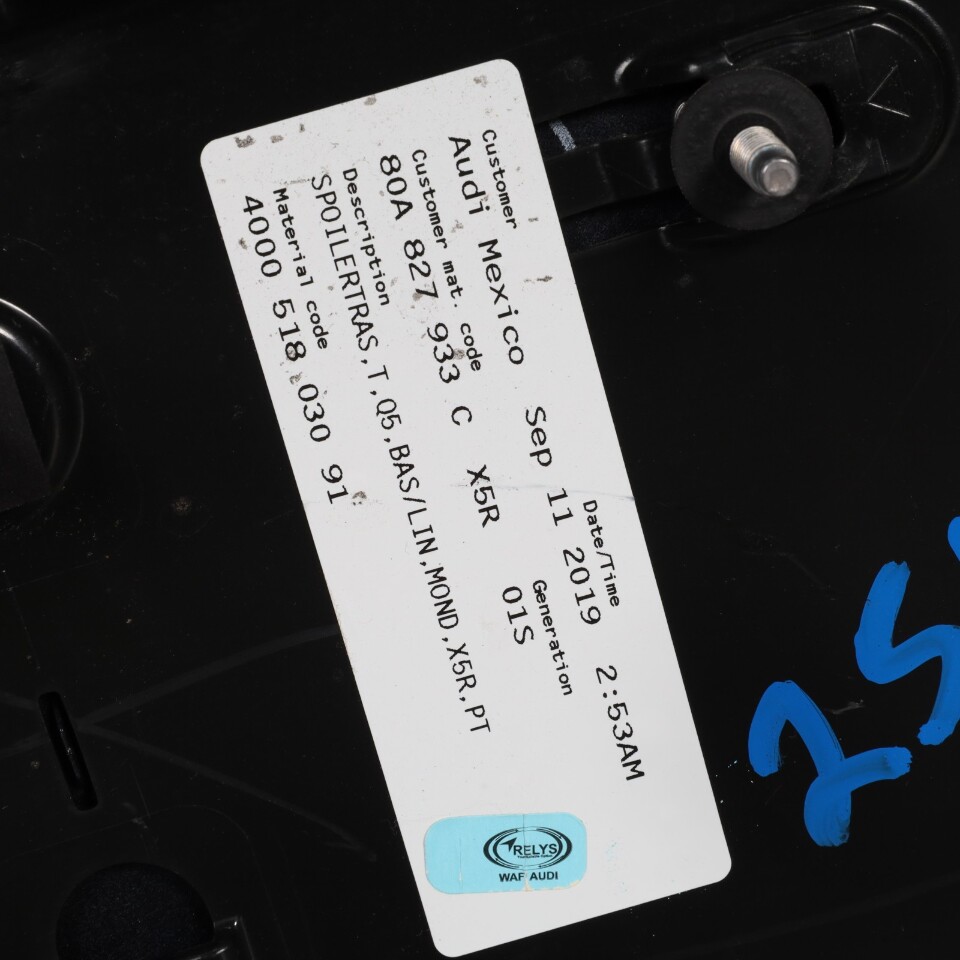 Customer
Audi Mexico
Date/Time
Sep 11 2019 2:53AM
Customer mat. code
80A 827 933 C X5R
Generation
01S
Description
SPOILERTRAS,T,Q5,BAS/LIN,MOND,X5R,PT
Material code
4000 518 030 91
RELYS
WAF AUDI
25